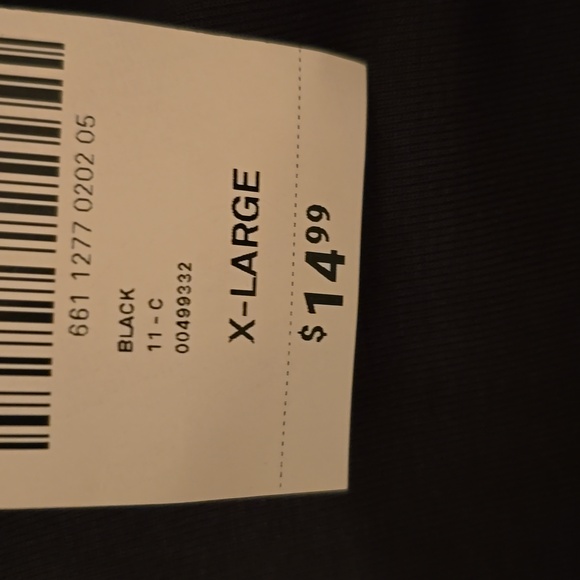 661 1277 0202 05
BLACK
11 - C
00499332
X-LARGE
$14.99